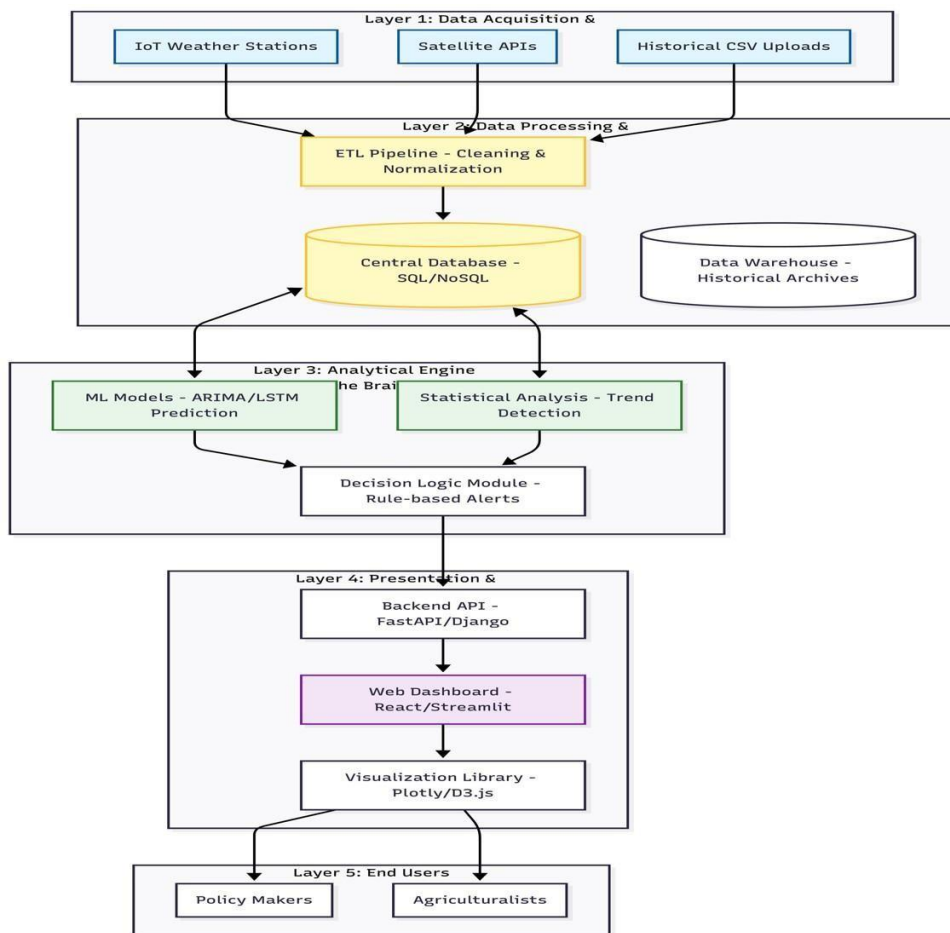 Layer 1: Data Acquisition &
IoT Weather Stations
Satellite APIs
Historical CSV Uploads
Layer 2: Data Processing &
ETL Pipeline - Cleaning &
Normalization
Central Database -
SQL/NoSQL
Data Warehouse -
Historical Archives
Layer 3: Analytical Engine
he Brai
ML Models - ARIMA/LSTM
Prediction
Statistical Analysis - Trend
Detection
Decision Logic Module -
Rule-based Alerts
Layer 4: Presentation &
Backend API -
FastAPI/Django
Web Dashboard -
React/Streamlit
Visualization Library -
Plotly/D3.js
Layer 5: End Users
Policy Makers
Agriculturalists